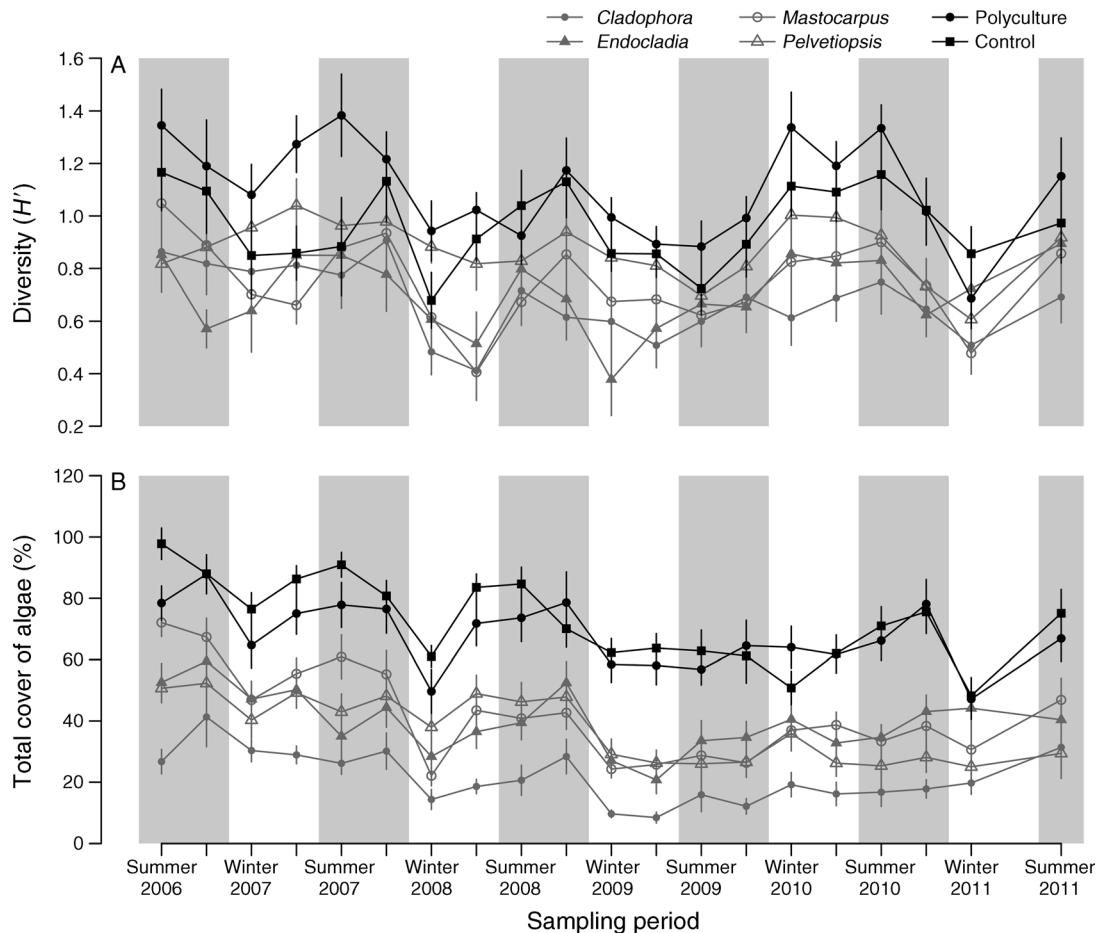 Cladophora Mastocarpus Polyculture
Endocladia Pelvetiopsis Control
A
1.6
1.4
1.2
1.0
0.8
0.6
0.4
0.2
Diversity (H′)
B
120
100
80
60
40
20
0
Total cover of algae (%)
Summer Winter Summer Winter Summer Winter Summer Winter Summer Winter Summer
2006 2007 2007 2008 2008 2009 2009 2010 2010 2011 2011
Sampling period